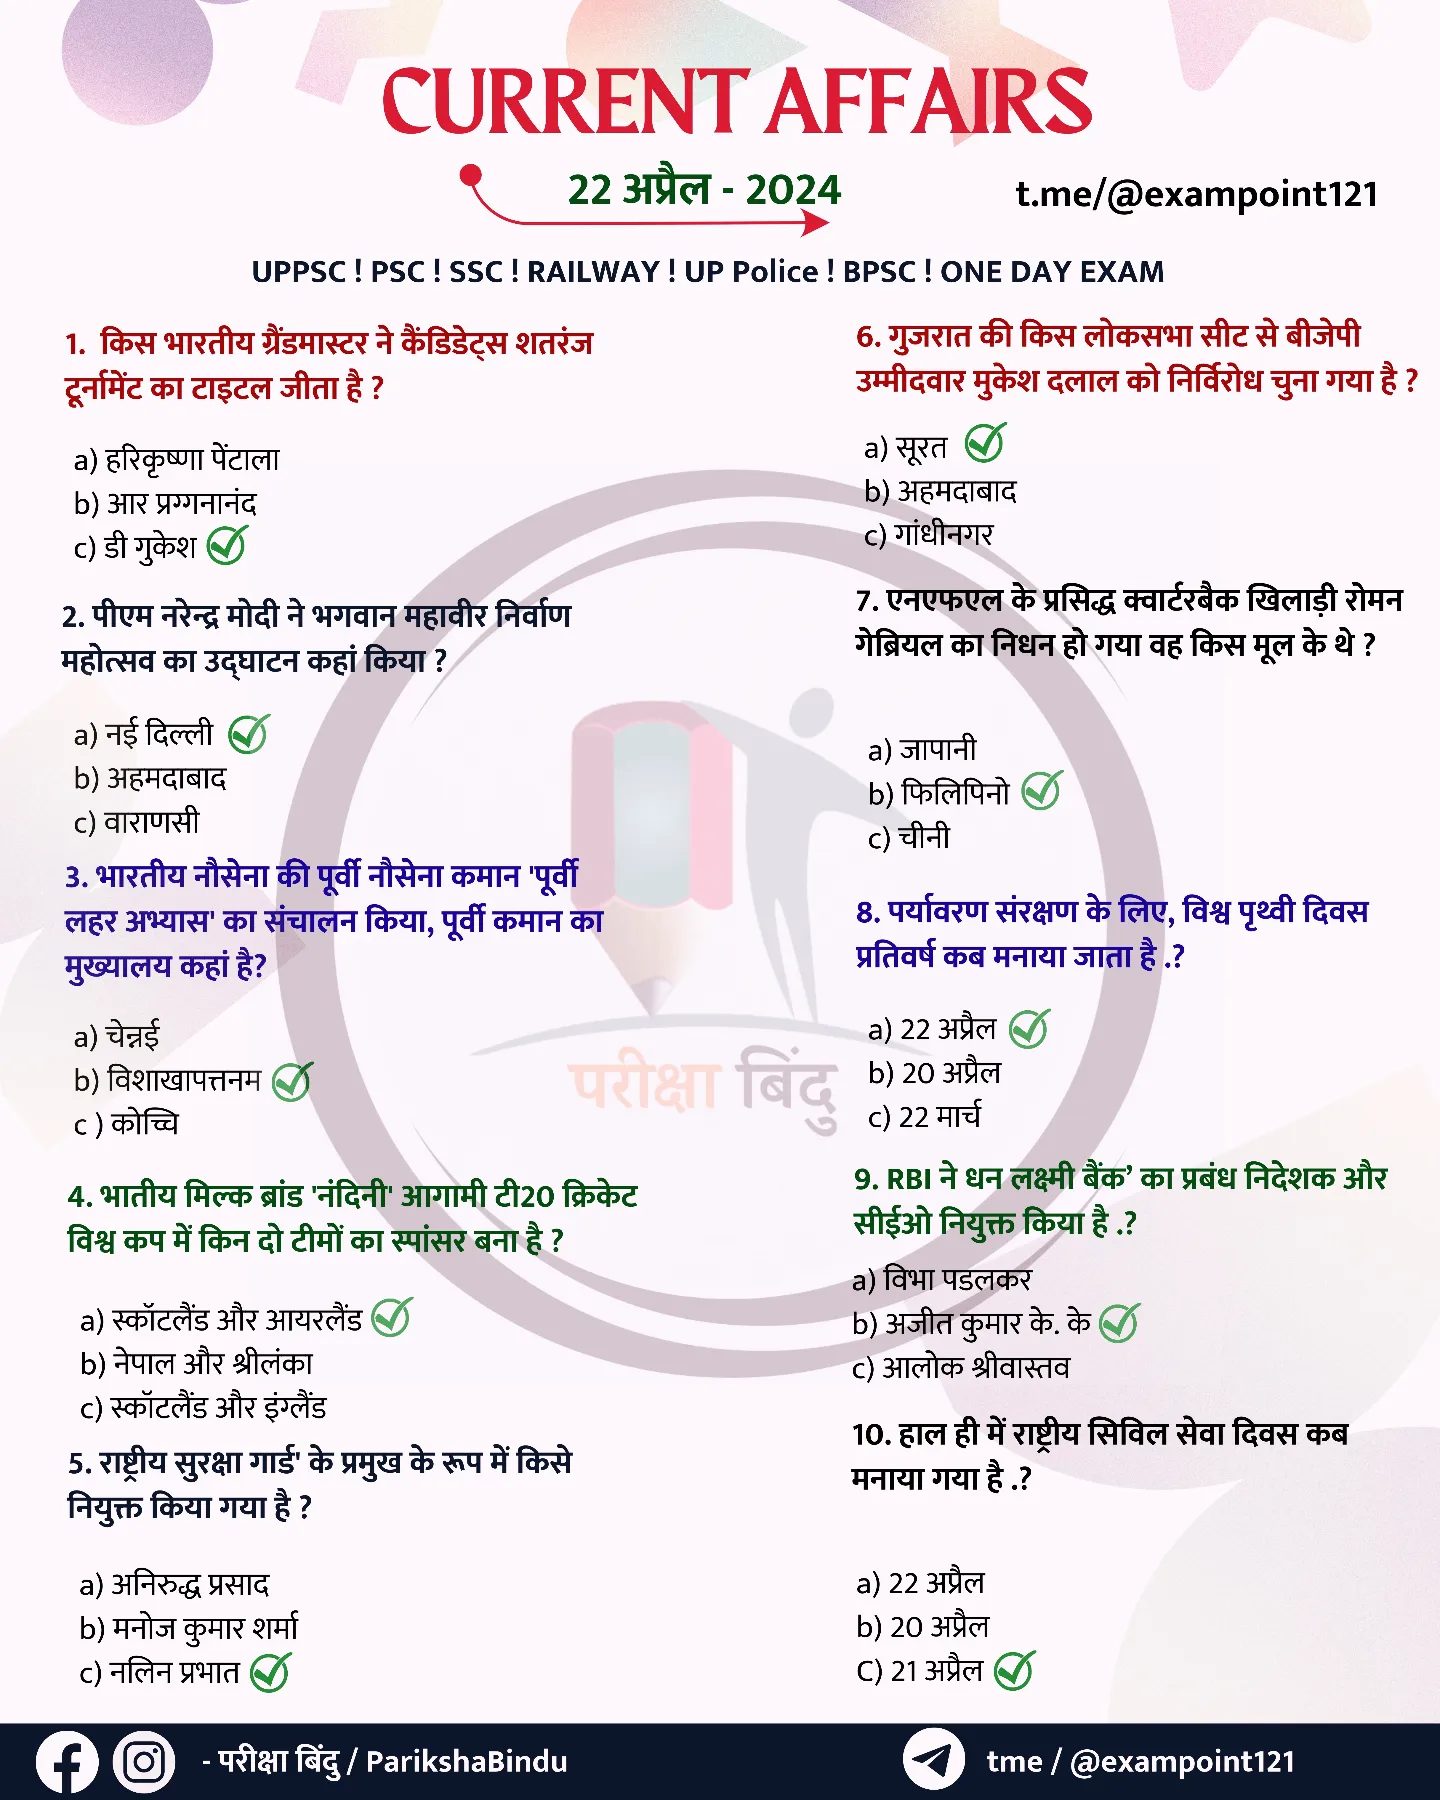 CURRENT AFFAIRS
22 अप्रैल - 2024
t.me/@exampoint121
UPPSC ! PSC ! SSC ! RAILWAY ! UP Police ! BPSC ! ONE DAY EXAM
1. किस भारतीय ग्रैंडमास्टर ने कैंडिडेट्स शतरंज
टूर्नामेंट का टाइटल जीता है ?
a) हरिकृष्णा पेंटाला
b) आर प्रग्गनानंद
c) डी गुकेश
2. पीएम नरेन्द्र मोदी ने भगवान महावीर निर्वाण
महोत्सव का उद्घाटन कहां किया ?
a) नई दिल्ली
b) अहमदाबाद
c) वाराणसी
3. भारतीय नौसेना की पूर्वी नौसेना कमान 'पूर्वी
लहर अभ्यास' का संचालन किया, पूर्वी कमान का
मुख्यालय कहां है?
a) चेन्नई
b) विशाखापत्तनम
c ) कोच्चि
4. भातीय मिल्क ब्रांड 'नंदिनी' आगामी टी20 क्रिकेट
विश्व कप में किन दो टीमों का स्पांसर बना है ?
a) स्कॉटलैंड और आयरलैंड
b) नेपाल और श्रीलंका
c) स्कॉटलैंड और इंग्लैंड
5. राष्ट्रीय सुरक्षा गार्ड' के प्रमुख के रूप में किसे
नियुक्त किया गया है ?
a) अनिरुद्ध प्रसाद
b) मनोज कुमार शर्मा
c) नलिन प्रभात
6. गुजरात की किस लोकसभा सीट से बीजेपी
उम्मीदवार मुकेश दलाल को निर्विरोध चुना गया है ?
a) सूरत
b) अहमदाबाद
c) गांधीनगर
7. एनएफएल के प्रसिद्ध क्वार्टरबैक खिलाड़ी रोमन
गेब्रियल का निधन हो गया वह किस मूल के थे ?
a) जापानी
b) फिलिपिनो
c) चीनी
8. पर्यावरण संरक्षण के लिए, विश्व पृथ्वी दिवस
प्रतिवर्ष कब मनाया जाता है .?
a) 22 अप्रैल
b) 20 अप्रैल
c) 22 मार्च
9. RBI ने धन लक्ष्मी बैंक’ का प्रबंध निदेशक और
सीईओ नियुक्त किया है .?
a) विभा पडलकर
b) अजीत कुमार के. के
c) आलोक श्रीवास्तव
10. हाल ही में राष्ट्रीय सिविल सेवा दिवस कब
मनाया गया है .?
a) 22 अप्रैल
b) 20 अप्रैल
C) 21 अप्रैल
परीक्षा बिंदु
- परीक्षा बिंदु / ParikshaBindu
tme / @exampoint121